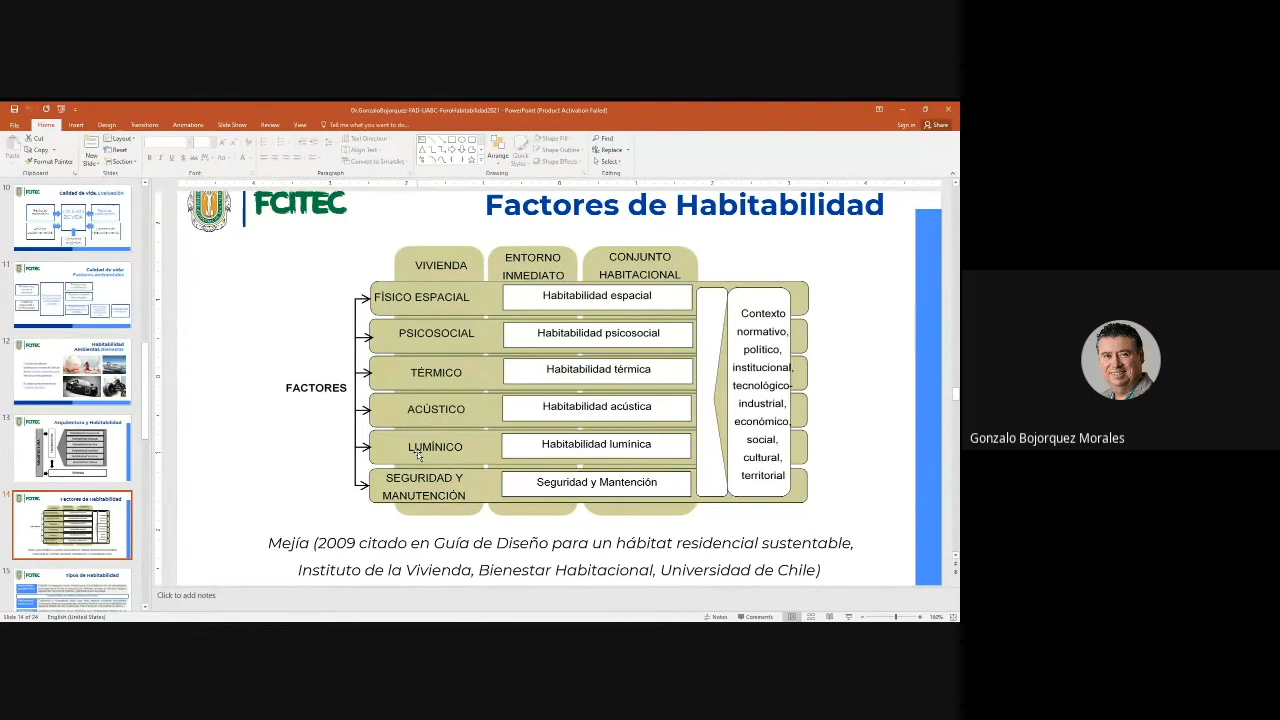 Dr.GonzaloBojorquez-FAD-UABC-ForoHabitabilidad2021 - PowerPoint (Product Activation Failed)
File Home Insert Design Transitions Animations Slide Show Review View Tell me what you want to do... Sign in Share
Paste
Cut
Copy
Format Painter
Clipboard
New
Slide
Layout
Reset
Section
Slides
Font
Text Direction
Align Text
Convert to SmartArt
Paragraph
Arrange
Quick
Styles
Shape Fill
Shape Outline
Shape Effects
Drawing
Find
Replace
Select
Editing
10
Calidad de vida. Evaluación
11
Calidad de vida:
12
Habitabilidad
13
Arquitectura y Habitabilidad
14
Factores de Habitabilidad
15
FCITEC
Tipos de Habitabilidad
FCITEC
Factores de Habitabilidad
VIVIENDA
ENTORNO
INMEDIATO
CONJUNTO
HABITACIONAL
FACTORES
FÍSICO ESPACIAL
Habitabilidad espacial
PSICOSOCIAL
Habitabilidad psicosocial
TÉRMICO
Habitabilidad térmica
ACÚSTICO
Habitabilidad acústica
LUMÍNICO
Habitabilidad lumínica
SEGURIDAD Y
MANUTENCIÓN
Seguridad y Mantención
Contexto
normativo,
político,
institucional,
tecnológico-
industrial,
económico,
social,
cultural,
territorial
Mejía (2009 citado en Guía de diseño para un hábitat residencial sustentable,
Instituto de la Vivienda. Bienestar Habitacional, Universidad de Chile)
Click to add notes
Slide 14 of 24 English (United States) Notes Comments 160%
Gonzalo Bojorquez Morales